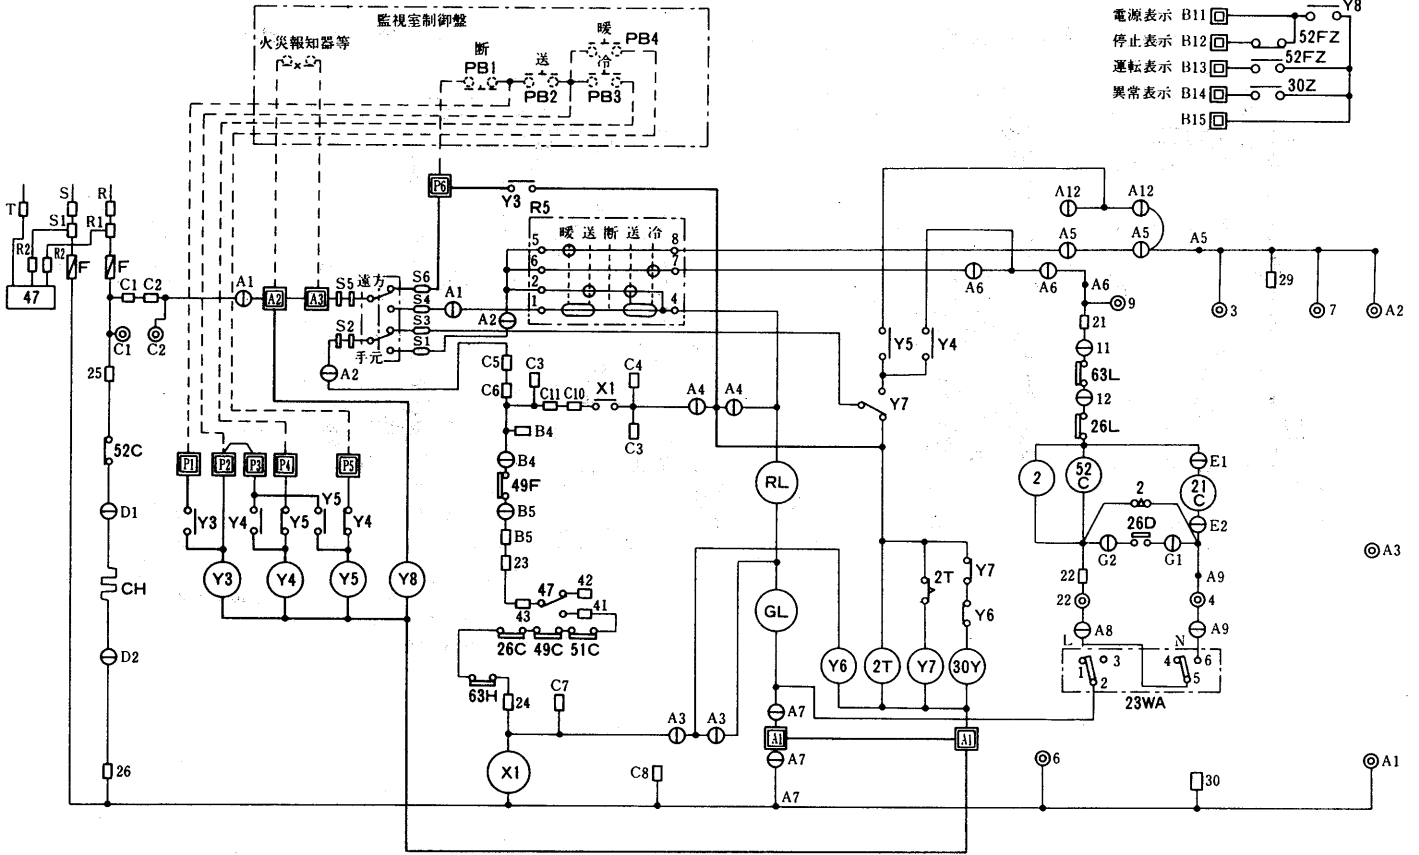 監視室制御盤
火災報知器等
断
PB1
送
PB2
暖
PB4
冷
PB3
電源表示 B11
Y8
停止表示 B12
52FZ
運転表示 B13
52FZ
異常表示 B14
30Z
B15
T
S
R
S1
R1
R2
R2
F
F
47
C1 C2
C1
C2
25
52C
D1
CH
D2
26
A1
A2
A3
S5
遠方
S6
S4
A1
S3
S2
S1
手元
A2
P6
Y3
R5
暖 送 断 送 冷
5
8
6
7
2
1
4
A2
C5
C6
C3
C11 C10
X1
C4
C3
A4 A4
B4
B4
49F
B5
B5
23
43
47
42
41
26C 49C 51C
63H
24
C7
X1
C8
A3 A3
P1
P2
P3
P4
P5
Y3
Y4
Y5
Y5
Y4
Y3
Y4
Y5
Y8
RL
GL
A7
A1
A7
A7
Y5
Y4
Y7
2T
Y7
Y6
Y6
2T
Y7
30Y
A1
A12
A12
A5
A5
A5
A6
A6
A6
9
21
11
63L
12
26L
2
52C
E1
21C
E2
2
26D
G2
G1
22
22
A8
L
A9
4
A9
N
1
2
3
4
5
6
23WA
29
3
7
A2
A3
A1
6
30